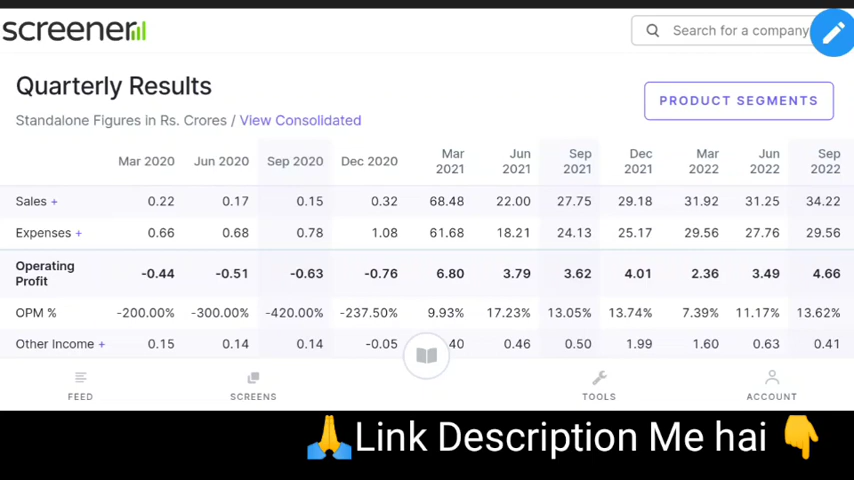 screener
Search for a company
Quarterly Results
PRODUCT SEGMENTS
Standalone Figures in Rs. Crores / View Consolidated
Mar 2020 Jun 2020 Sep 2020 Dec 2020 Mar 2021 Jun 2021 Sep 2021 Dec 2021 Mar 2022 Jun 2022 Sep 2022
Sales + 0.22 0.17 0.15 0.32 68.48 22.00 27.75 29.18 31.92 31.25 34.22
Expenses + 0.66 0.68 0.78 1.08 61.68 18.21 24.13 25.17 29.56 27.76 29.56
Operating Profit -0.44 -0.51 -0.63 -0.76 6.80 3.79 3.62 4.01 2.36 3.49 4.66
OPM % -200.00% -300.00% -420.00% -237.50% 9.93% 17.23% 13.05% 13.74% 7.39% 11.17% 13.62%
Other Income + 0.15 0.14 0.14 -0.05 40 0.46 0.50 1.99 1.60 0.63 0.41
FEED SCREENS TOOLS ACCOUNT
🙏Link Description Me hai 👇